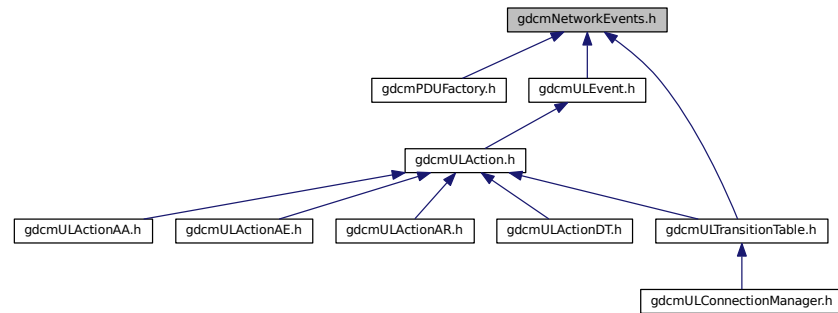 gdcmNetworkEvents.h
gdcmPDUFactory.h
gdcmULEvent.h
gdcmULAction.h
gdcmULActionAA.h
gdcmULActionAE.h
gdcmULActionAR.h
gdcmULActionDT.h
gdcmULTransitionTable.h
gdcmULConnectionManager.h